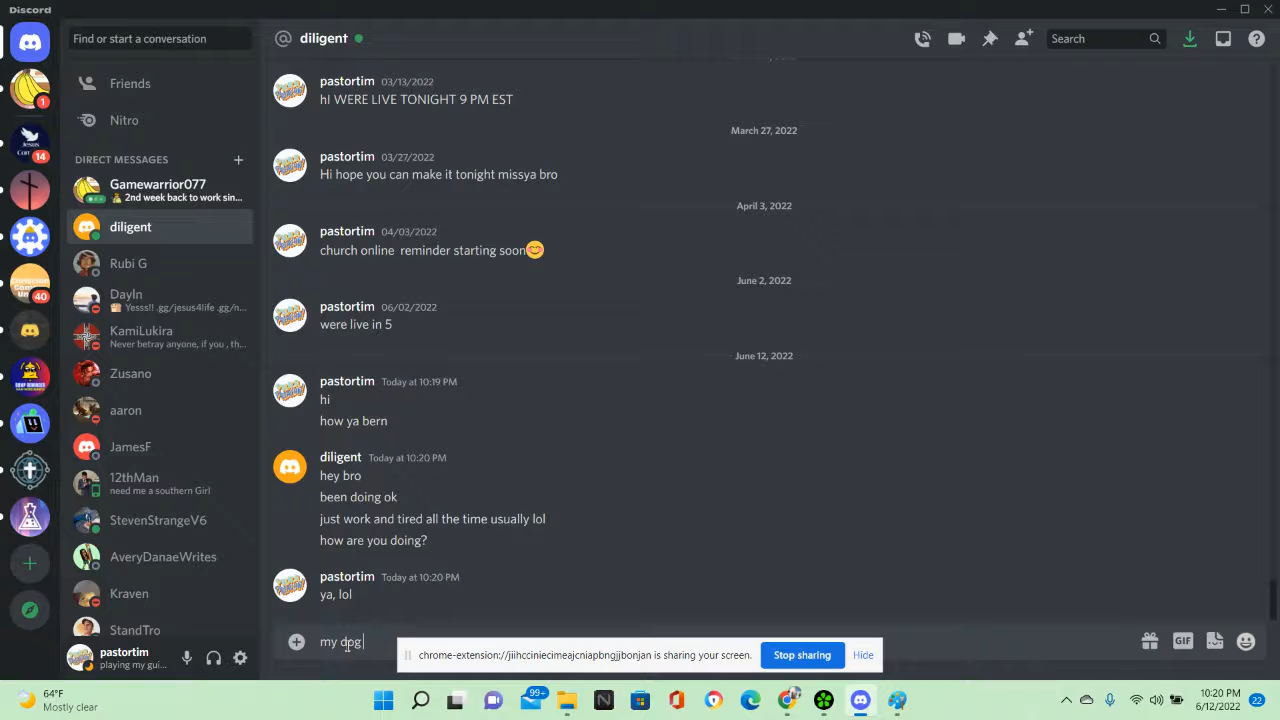 Discord
Find or start a conversation
diligent
Search
Friends
Nitro
DIRECT MESSAGES
Gamewarrior077
2nd week back to work sin...
diligent
Rubi G
DayIn
Yesss!! .gg/jesus4life .gg/n...
KamiLukira
Never betray anyone, if you , th...
Zusano
aaron
JamesF
12thMan
need me a southern Girl
StevenStrangeV6
AveryDanaeWrites
Kraven
StandTro
pastortim
playing my gui...
1
14
40
pastortim 03/13/2022
hI WERE LIVE TONIGHT 9 PM EST
March 27, 2022
pastortim 03/27/2022
Hi hope you can make it tonight missya bro
April 3, 2022
pastortim 04/03/2022
church online reminder starting soon😊
June 2, 2022
pastortim 06/02/2022
were live in 5
June 12, 2022
pastortim Today at 10:19 PM
hi
how ya bern
diligent Today at 10:20 PM
hey bro
been doing ok
just work and tired all the time usually lol
how are you doing?
pastortim Today at 10:20 PM
ya, lol
my dog
GIF
chrome-extension://jiihcciniecimeajcniapbngjjbonjan is sharing your screen.
Stop sharing
Hide
64°F
Mostly clear
99+
10:20 PM
6/12/2022
22